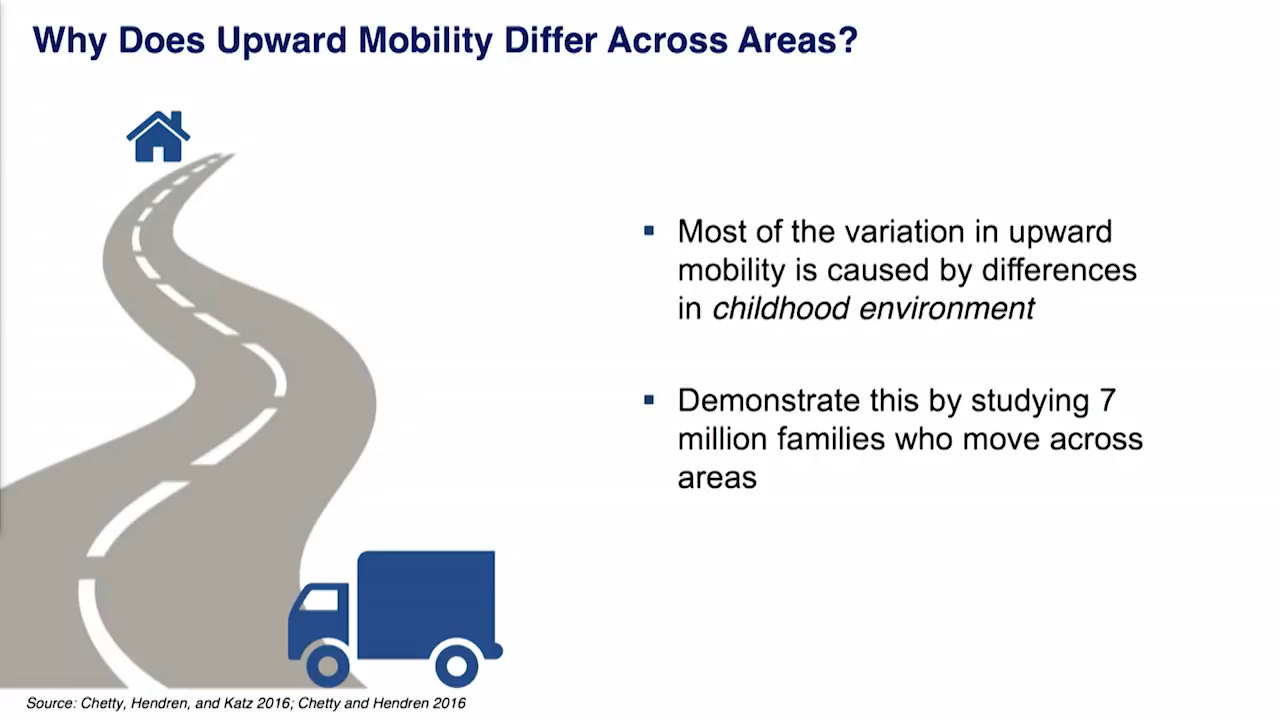 Why Does Upward Mobility Differ Across Areas?
▪ Most of the variation in upward
mobility is caused by differences
in childhood environment
▪ Demonstrate this by studying 7
million families who move across
areas
Source: Chetty, Hendren, and Katz 2016; Chetty and Hendren 2016